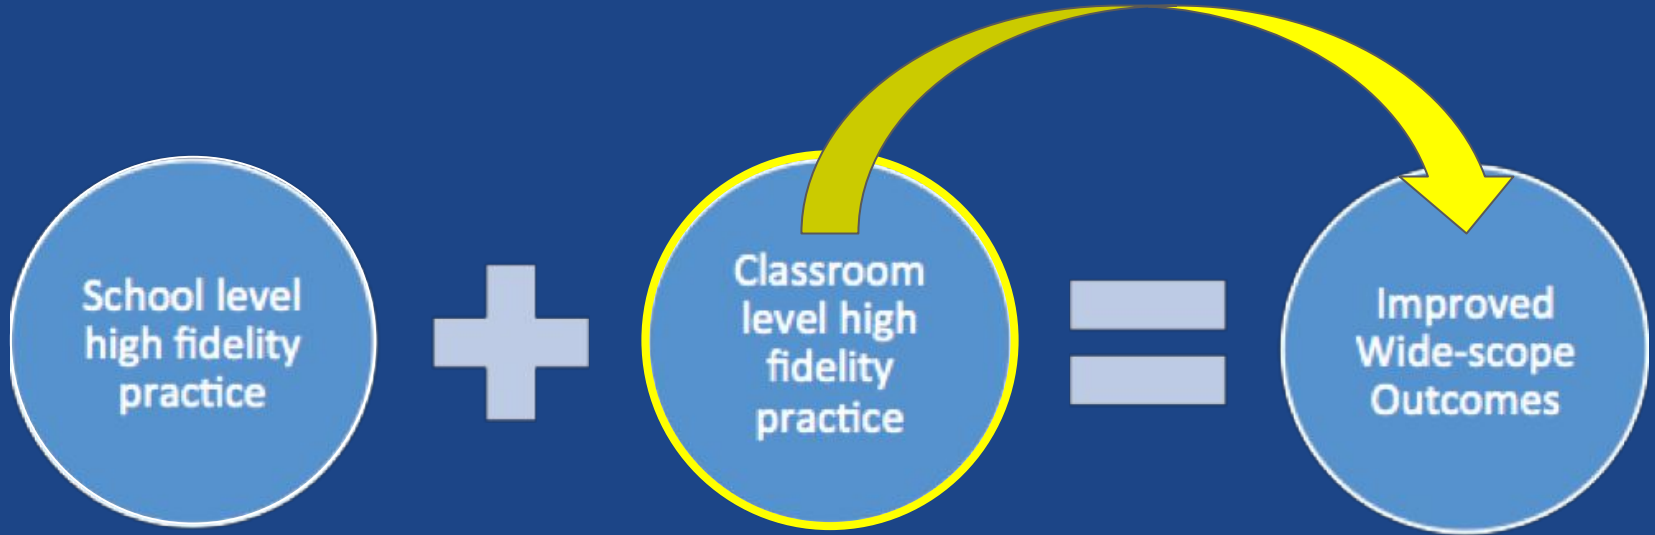 School level
high fidelity
practice
Classroom
level high
fidelity
practice
Improved
Wide-scope
Outcomes